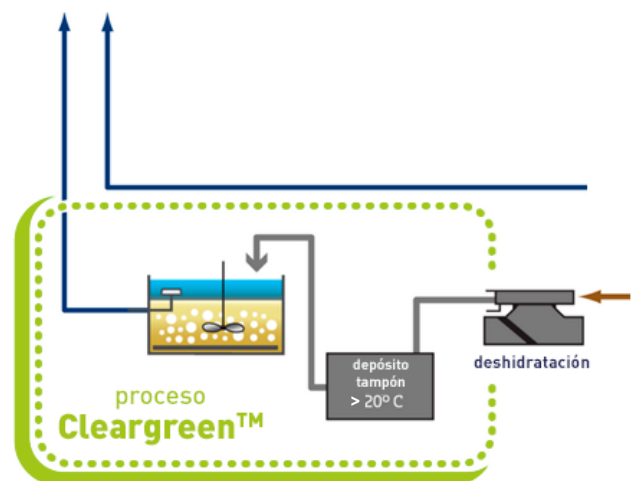 depósito
tampón
> 20º C
deshidratación
proceso
Cleargreen™